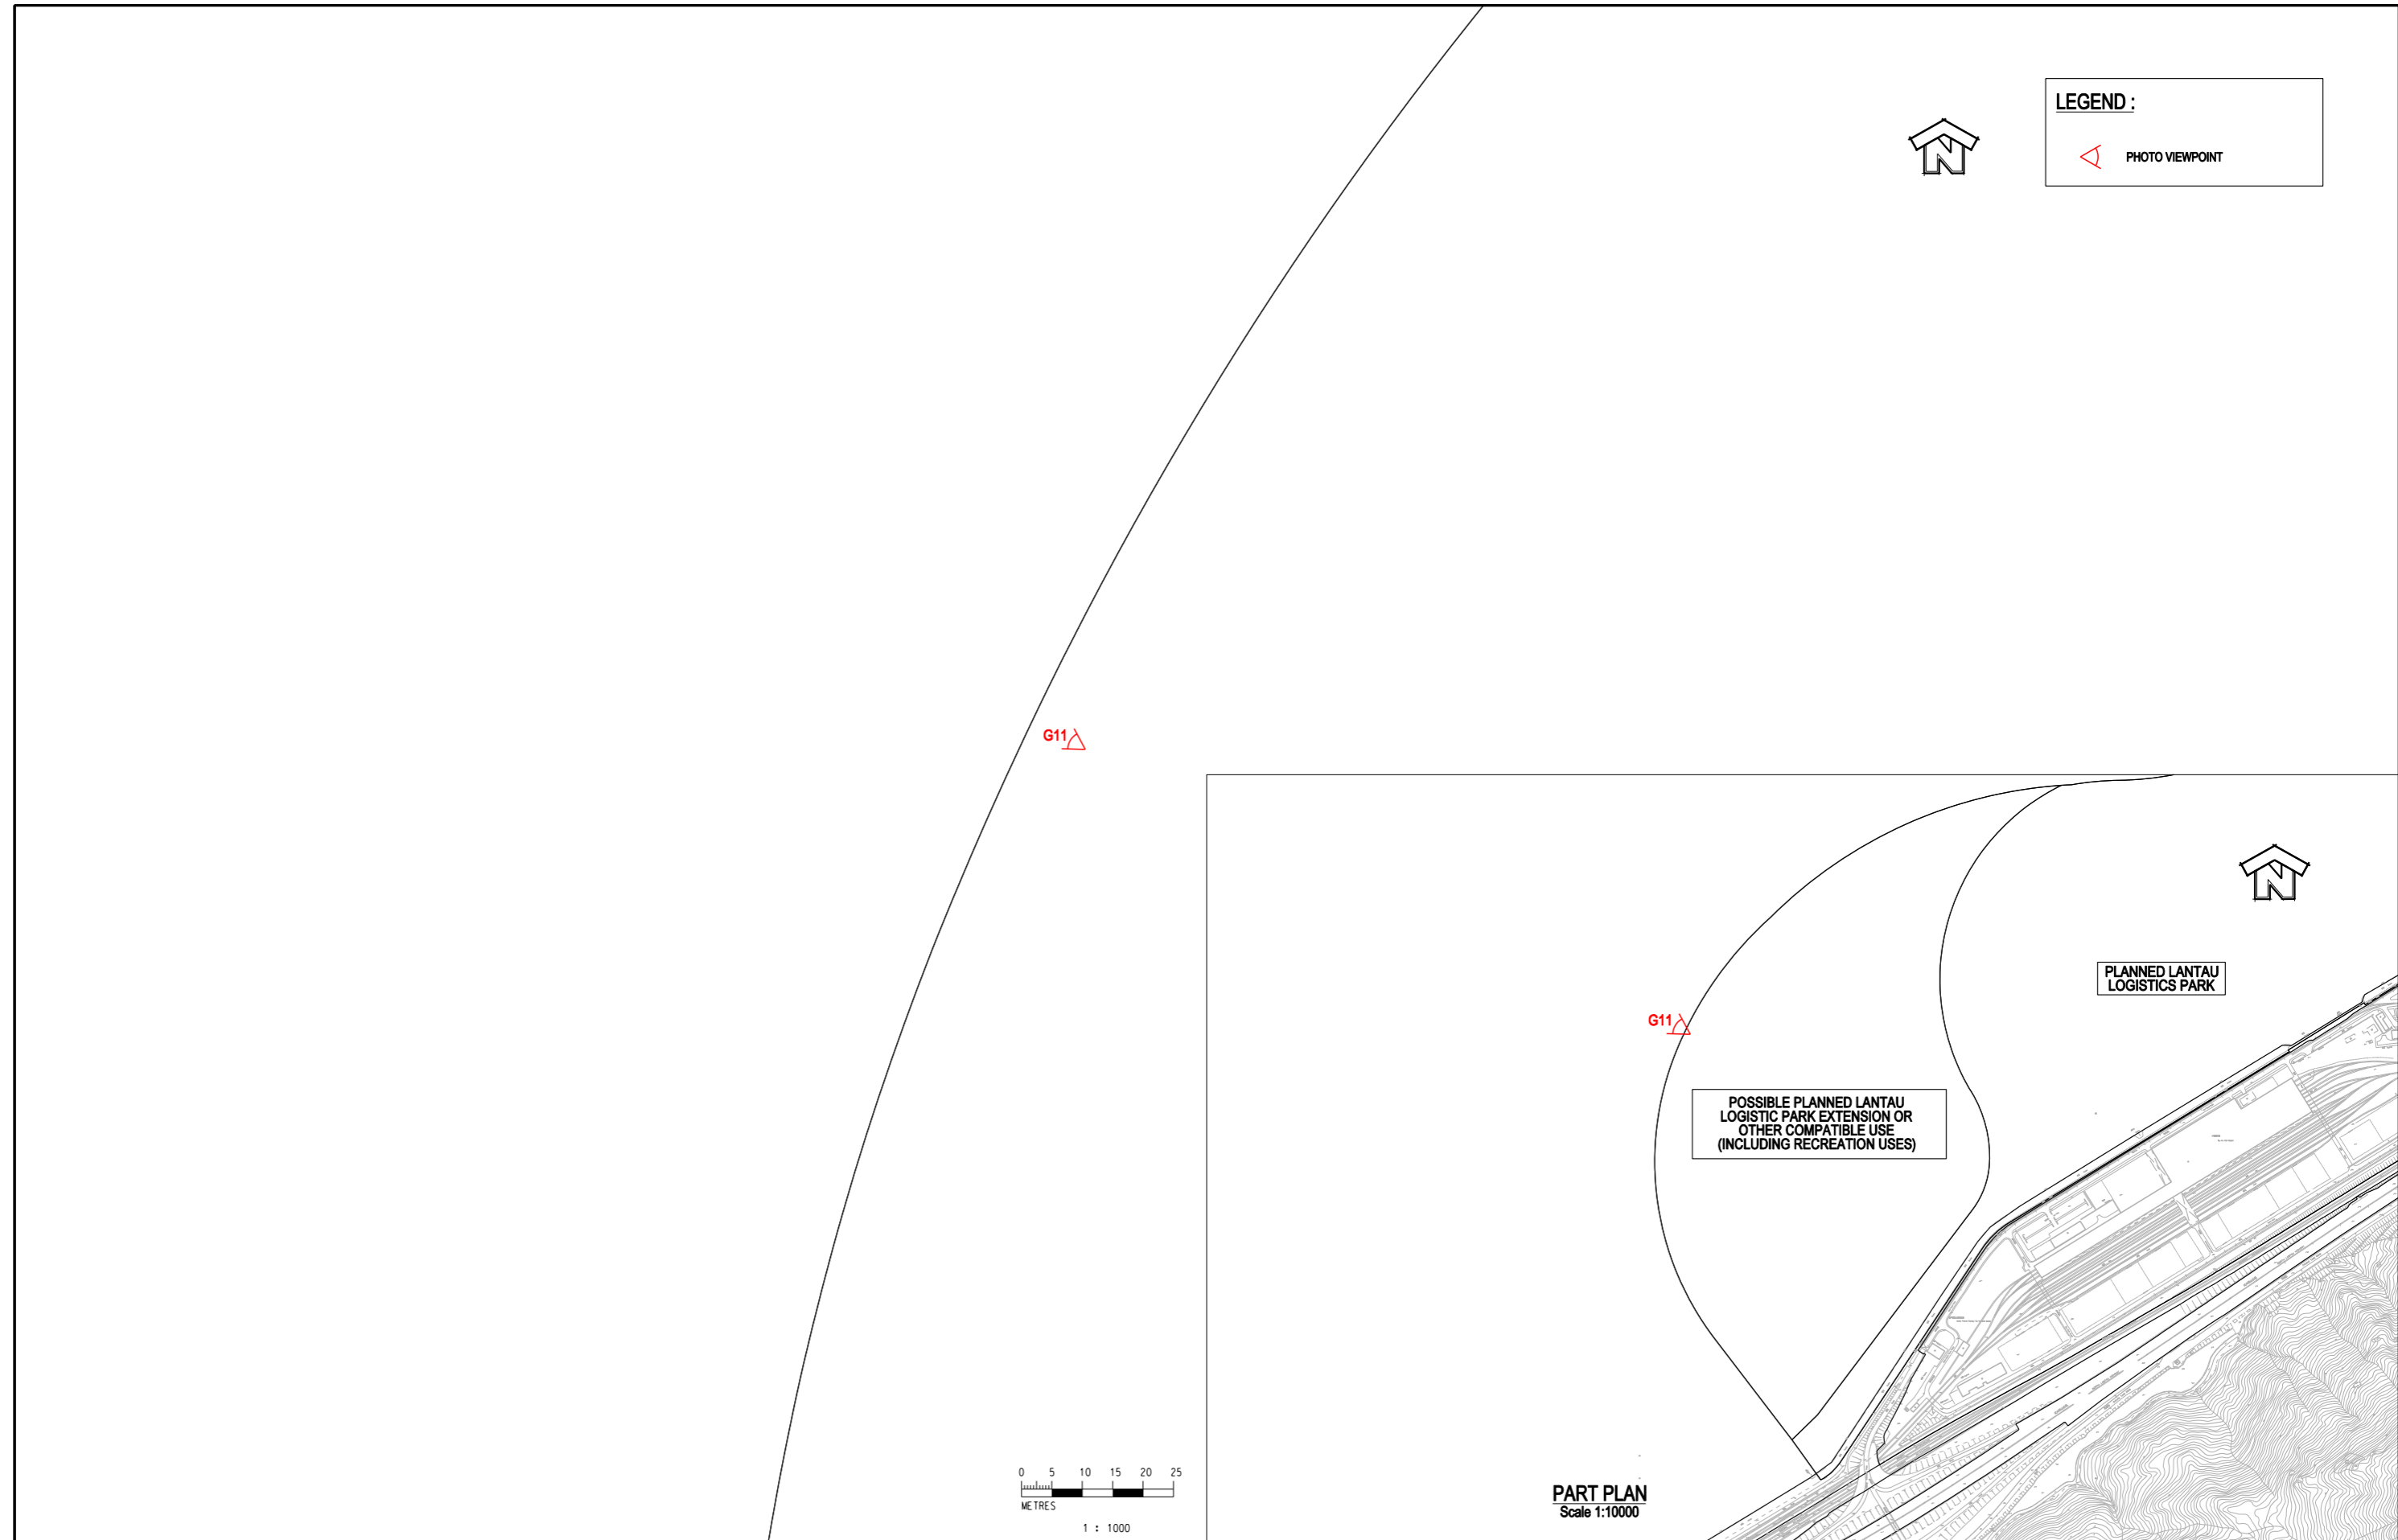 LEGEND :
N
PHOTO VIEWPOINT
G11
N
PLANNED LANTAU
LOGISTICS PARK
G11
POSSIBLE PLANNED LANTAU
LOGISTIC PARK EXTENSION OR
OTHER COMPATIBLE USE
(INCLUDING RECREATION USES)
0 5 10 15 20 25
METRES
1 : 1000
PART PLAN
Scale 1:10000